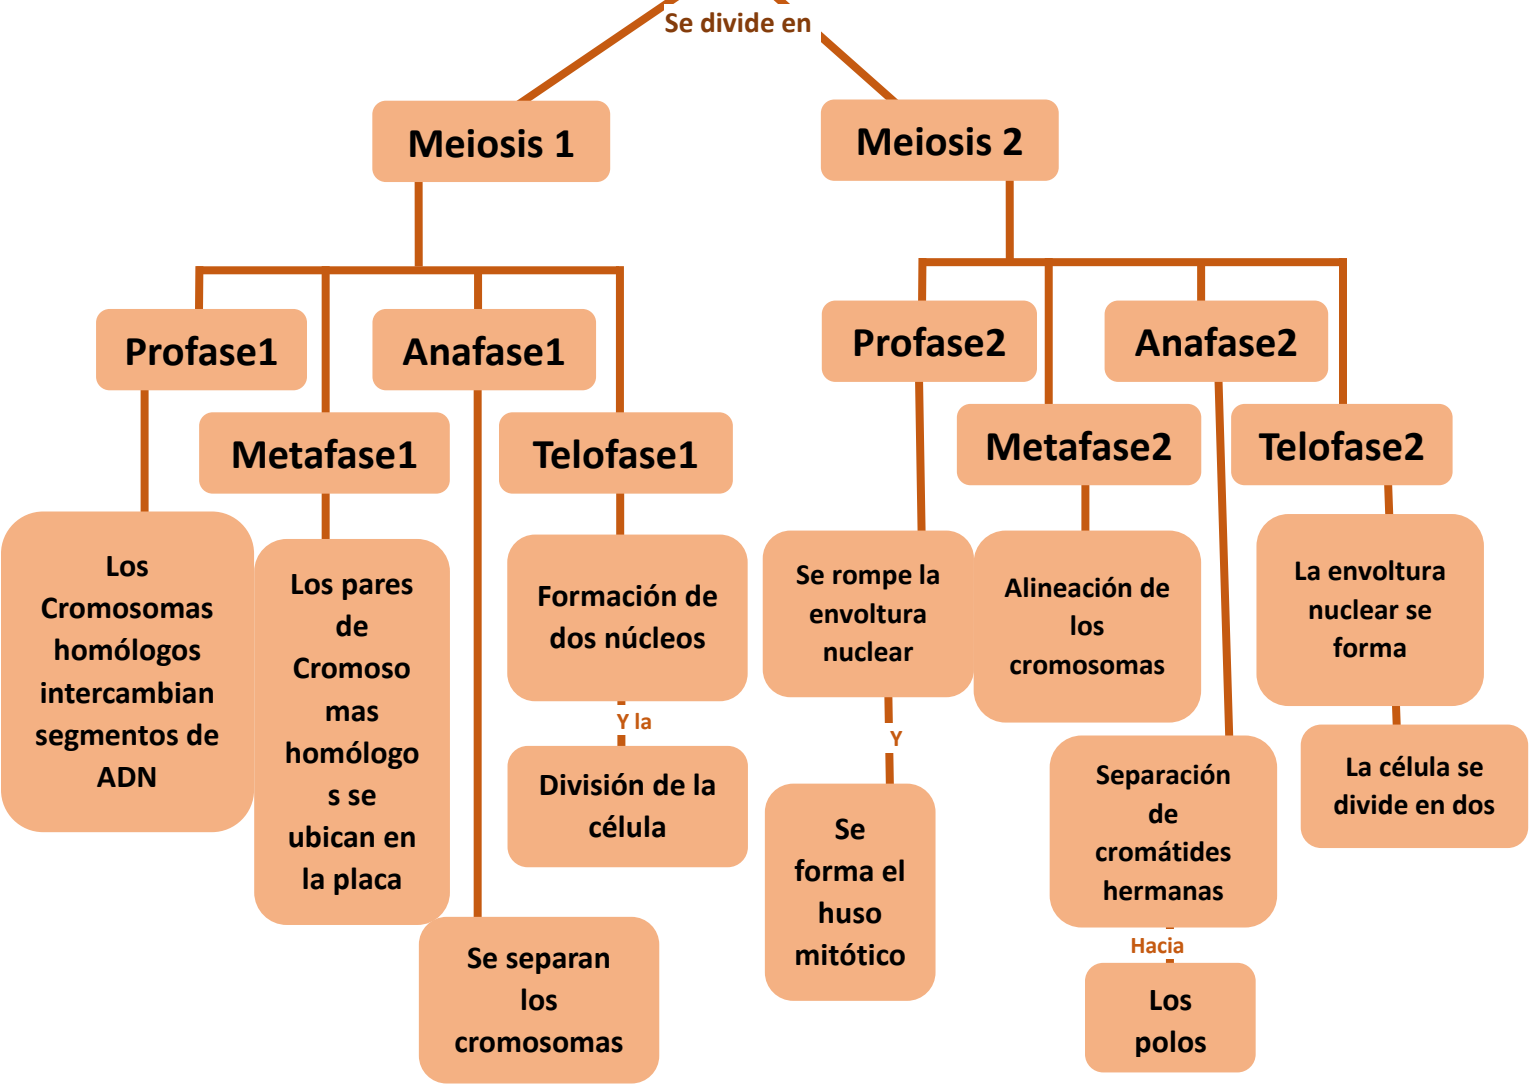 Se divide en
Meiosis 1
Meiosis 2
Profase1
Anafase1
Metafase1
Telofase1
Los
Cromosomas
homólogos
intercambian
segmentos de
ADN
Los pares
de
Cromoso
mas
homólogo
s se
ubican en
la placa
Se separan
los
cromosomas
Formación de
dos núcleos
Y la
División de la
célula
Profase2
Anafase2
Metafase2
Telofase2
Se rompe la
envoltura
nuclear
Y
Se
forma el
huso
mitótico
Alineación de
los
cromosomas
Separación
de
cromátides
hermanas
Hacia
Los
polos
La envoltura
nuclear se
forma
La célula se
divide en dos